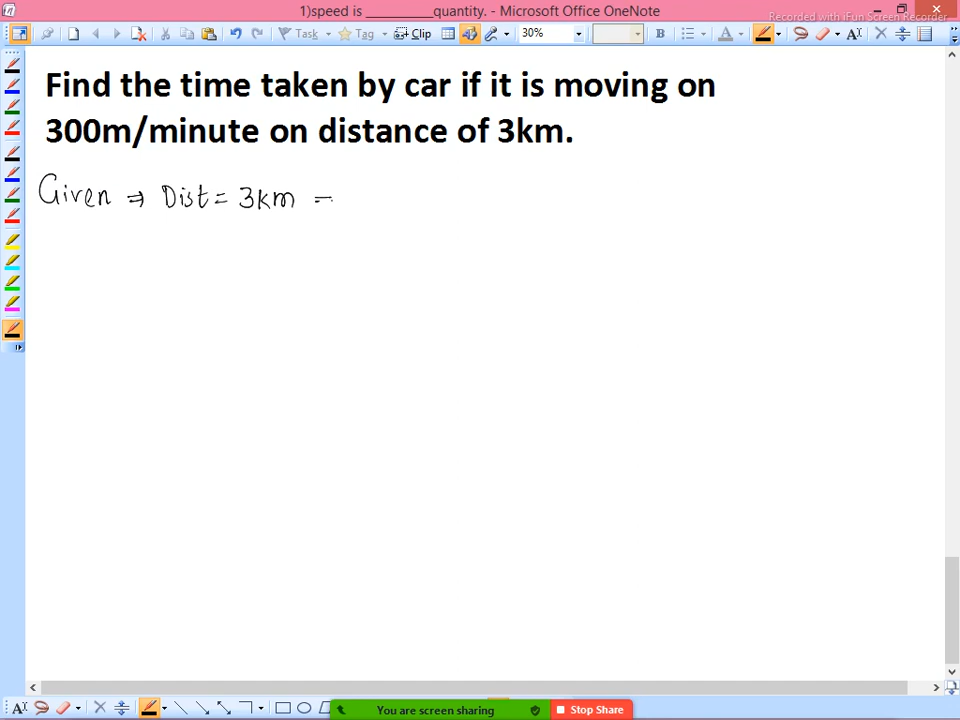 1)speed is _________quantity. - Microsoft Office OneNote
Recorded with iFun Screen Recorder
Task Tag Clip 30% B A
Find the time taken by car if it is moving on
300m/minute on distance of 3km.
Given ⇒ Dist = 3km =
You are screen sharing Stop Share